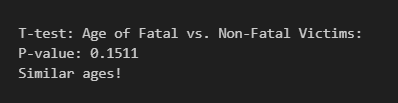 T-test: Age of Fatal vs. Non-Fatal Victims:
P-value: 0.1511
Similar ages!